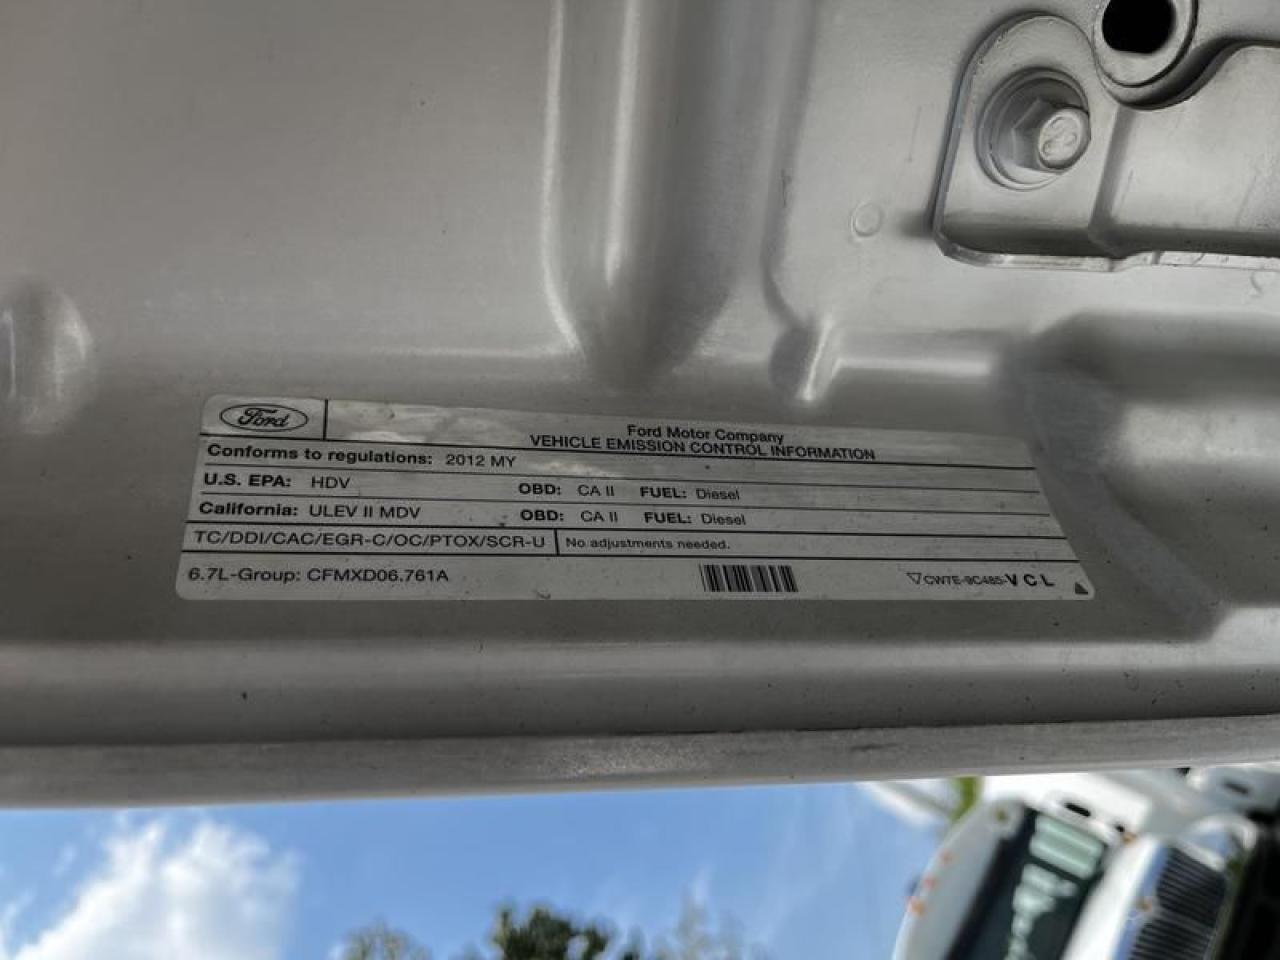 Ford
Ford Motor Company
VEHICLE EMISSION CONTROL INFORMATION
Conforms to regulations: 2012 MY
U.S. EPA: HDV OBD: CA II FUEL: Diesel
California: ULEV II MDV OBD: CA II FUEL: Diesel
TC/DDI/CAC/EGR-C/OC/PTOX/SCR-U No adjustments needed.
6.7L-Group: CFMXD06.761A CW7E-9C485-VCL